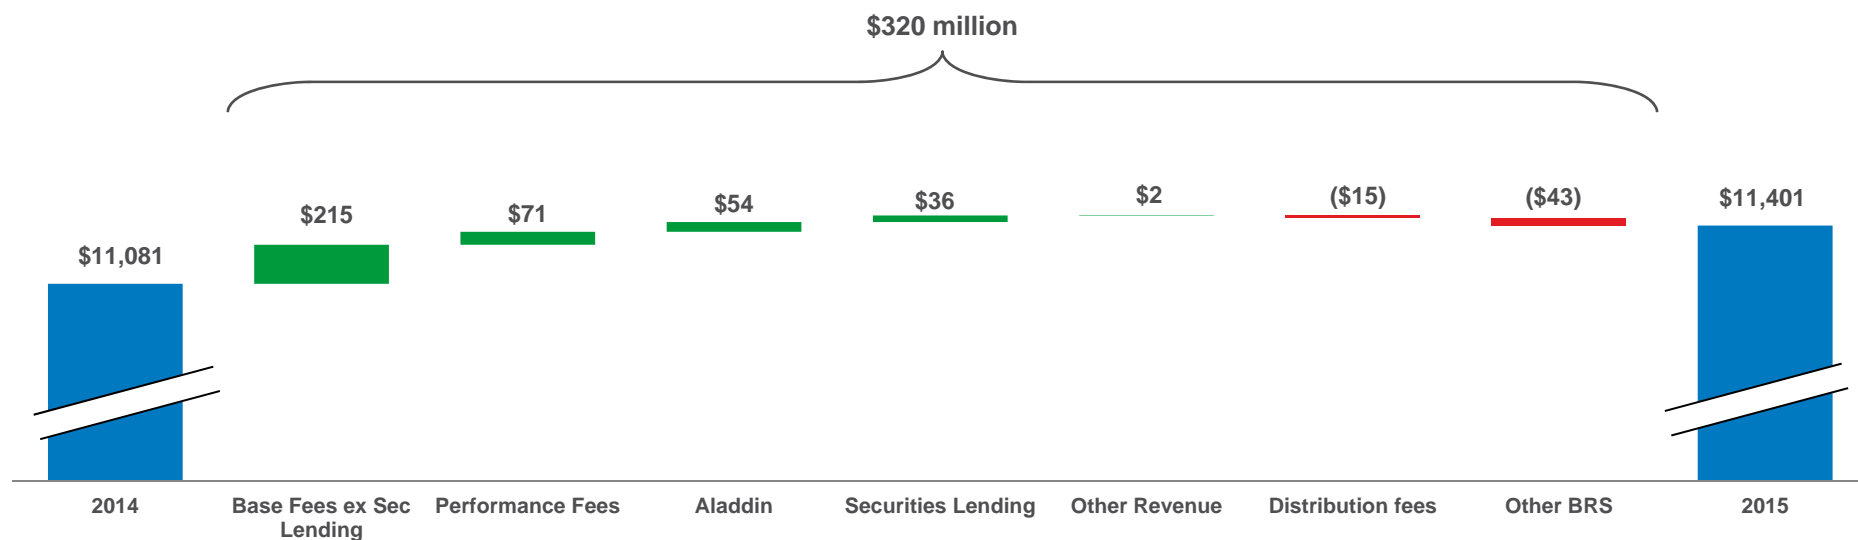 $320 million
$11,081
$215
$71
$54
$36
$2
($15)
($43)
$11,401
2014
Base Fees ex Sec
Lending
Performance Fees
Aladdin
Securities Lending
Other Revenue
Distribution fees
Other BRS
2015